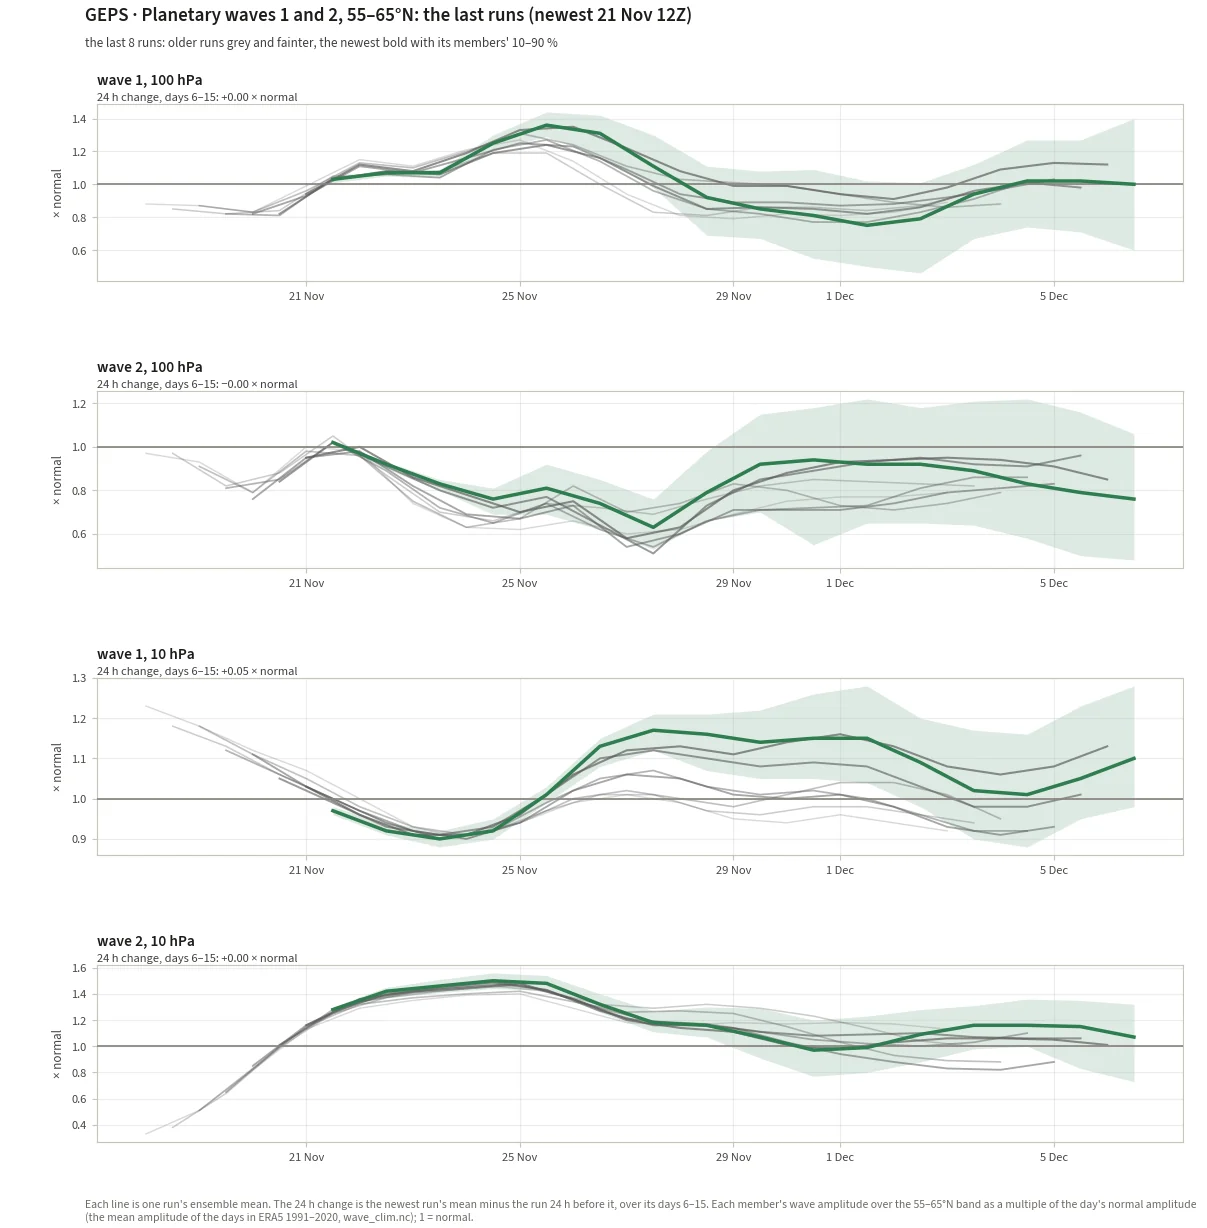 GEPS · Planetary waves 1 and 2, 55–65°N: the last runs (newest 21 Nov 12Z)
the last 8 runs: older runs grey and fainter, the newest bold with its members' 10–90 %
wave 1, 100 hPa
24 h change, days 6–15: +0.00 × normal
1.4
1.2
1.0
0.8
0.6
× normal
21 Nov
25 Nov
29 Nov
1 Dec
5 Dec
wave 2, 100 hPa
24 h change, days 6–15: −0.00 × normal
1.2
1.0
0.8
0.6
× normal
21 Nov
25 Nov
29 Nov
1 Dec
5 Dec
wave 1, 10 hPa
24 h change, days 6–15: +0.05 × normal
1.3
1.2
1.1
1.0
0.9
× normal
21 Nov
25 Nov
29 Nov
1 Dec
5 Dec
wave 2, 10 hPa
24 h change, days 6–15: +0.00 × normal
1.6
1.4
1.2
1.0
0.8
0.6
0.4
× normal
21 Nov
25 Nov
29 Nov
1 Dec
5 Dec
Each line is one run's ensemble mean. The 24 h change is the newest run's mean minus the run 24 h before it, over its days 6–15. Each member's wave amplitude over the 55–65°N band as a multiple of the day's normal amplitude
(the mean amplitude of the days in ERA5 1991–2020, wave_clim.nc); 1 = normal.